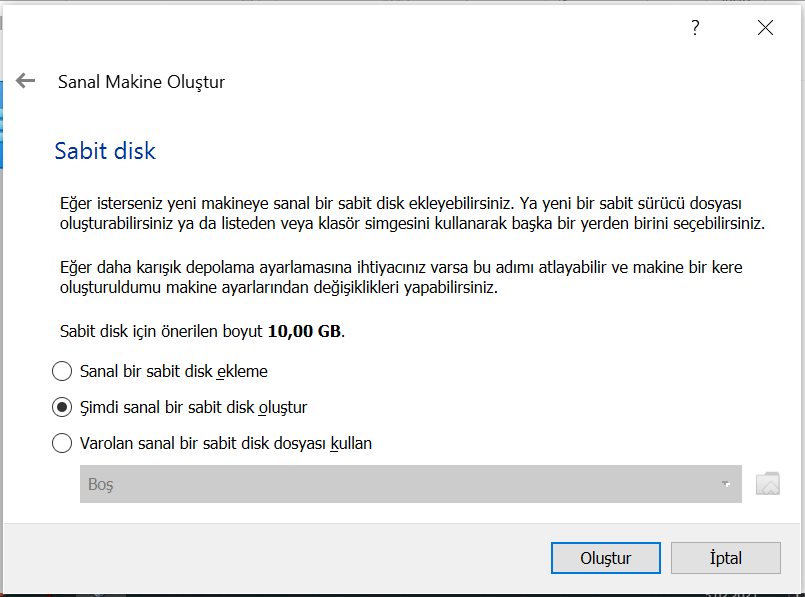 ?
Sanal Makine Oluştur
Sabit disk
Eğer isterseniz yeni makineye sanal bir sabit disk ekleyebilirsiniz. Ya yeni bir sabit sürücü dosyası
oluşturabilirsiniz ya da listeden veya klasör simgesini kullanarak başka bir yerden birini seçebilirsiniz.
Eğer daha karışık depolama ayarlamasına ihtiyacınız varsa bu adımı atlayabilir ve makine bir kere
oluşturuldumu makine ayarlarından değişiklikleri yapabilirsiniz.
Sabit disk için önerilen boyut 10,00 GB.
Sanal bir sabit disk ekleme
Şimdi sanal bir sabit disk oluştur
Varolan sanal bir sabit disk dosyası kullan
Boş
Oluştur
İptal